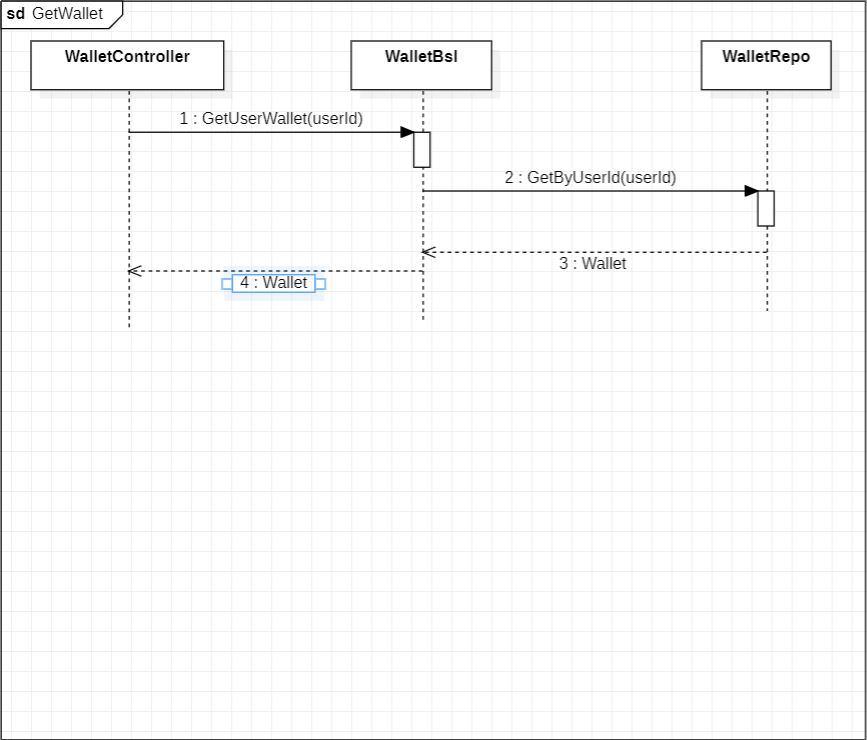 sd GetWallet
WalletController
WalletBsl
WalletRepo
1 : GetUserWallet(userId)
2 : GetByUserId(userId)
3 : Wallet
4 : Wallet